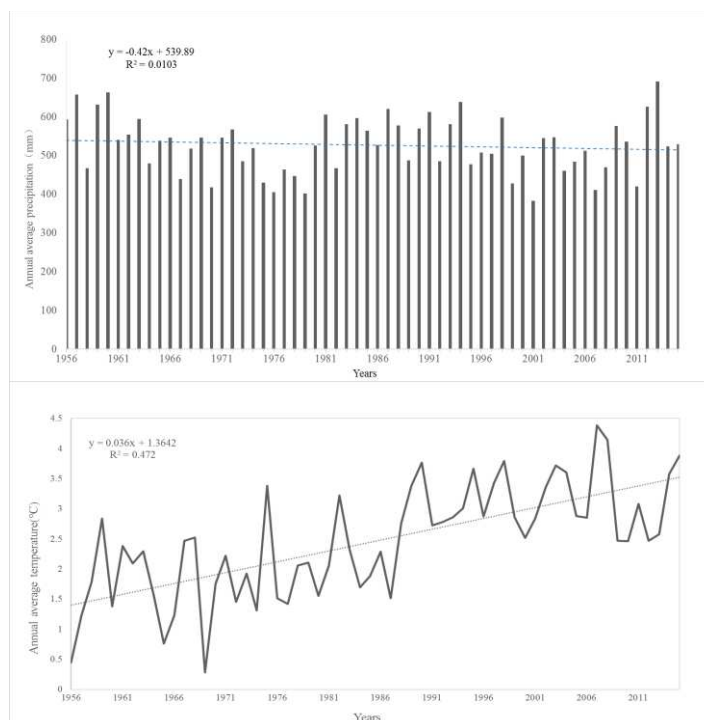 800
y = -0.42x + 539.89
R² = 0.0103
700
600
500
400
300
200
100
0
Annual average precipitation（mm）
1956 1961 1966 1971 1976 1981 1986 1991 1996 2001 2006 2011
Years
4.5
y = 0.036x + 1.3642
R² = 0.472
4
3.5
3
2.5
2
1.5
1
0.5
0
Annual average temperature(℃)
1956 1961 1966 1971 1976 1981 1986 1991 1996 2001 2006 2011
Years